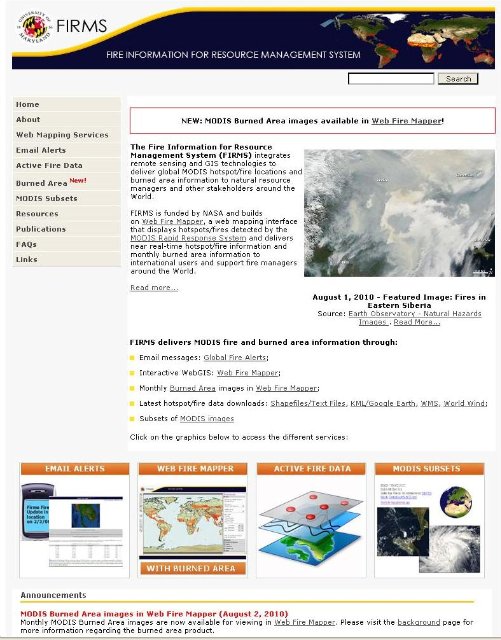 UNIVERSITY OF
MARYLAND
FIRMS
FIRE INFORMATION FOR RESOURCE MANAGEMENT SYSTEM
Search
Home
About
Web Mapping Services
Email Alerts
Active Fire Data
Burned Area New!
MODIS Subsets
Resources
Publications
FAQs
Links
NEW: MODIS Burned Area images available in Web Fire Mapper!
The Fire Information for Resource
Management System (FIRMS) integrates
remote sensing and GIS technologies to
deliver global MODIS hotspot/fire locations and
burned area information to natural resource
managers and other stakeholders around the
World.
FIRMS is funded by NASA and builds
on Web Fire Mapper, a web mapping interface
that displays hotspots/fires detected by the
MODIS Rapid Response System and delivers
near real-time hotspot/fire information and
monthly burned area information to
international users and support fire managers
around the World.
Read more...
August 1, 2010 - Featured Image: Fires in
Eastern Siberia
Source: Earth Observatory - Natural Hazards
Images . Read More...
FIRMS delivers MODIS fire and burned area information through:
Email messages: Global Fire Alerts;
Interactive WebGIS: Web Fire Mapper;
Monthly Burned Area images in Web Fire Mapper;
Latest hotspot/fire data downloads: Shapefiles/Text Files, KML/Google Earth, WMS, World Wind;
Subsets of MODIS images
Click on the graphics below to access the different services:
EMAIL ALERTS
WEB FIRE MAPPER
ACTIVE FIRE DATA
MODIS SUBSETS
WITH BURNED AREA
Announcements
MODIS Burned Area images in Web Fire Mapper (August 2, 2010)
Monthly MODIS Burned Area images are now available for viewing in Web Fire Mapper. Please visit the background page for
more information regarding the burned area product.